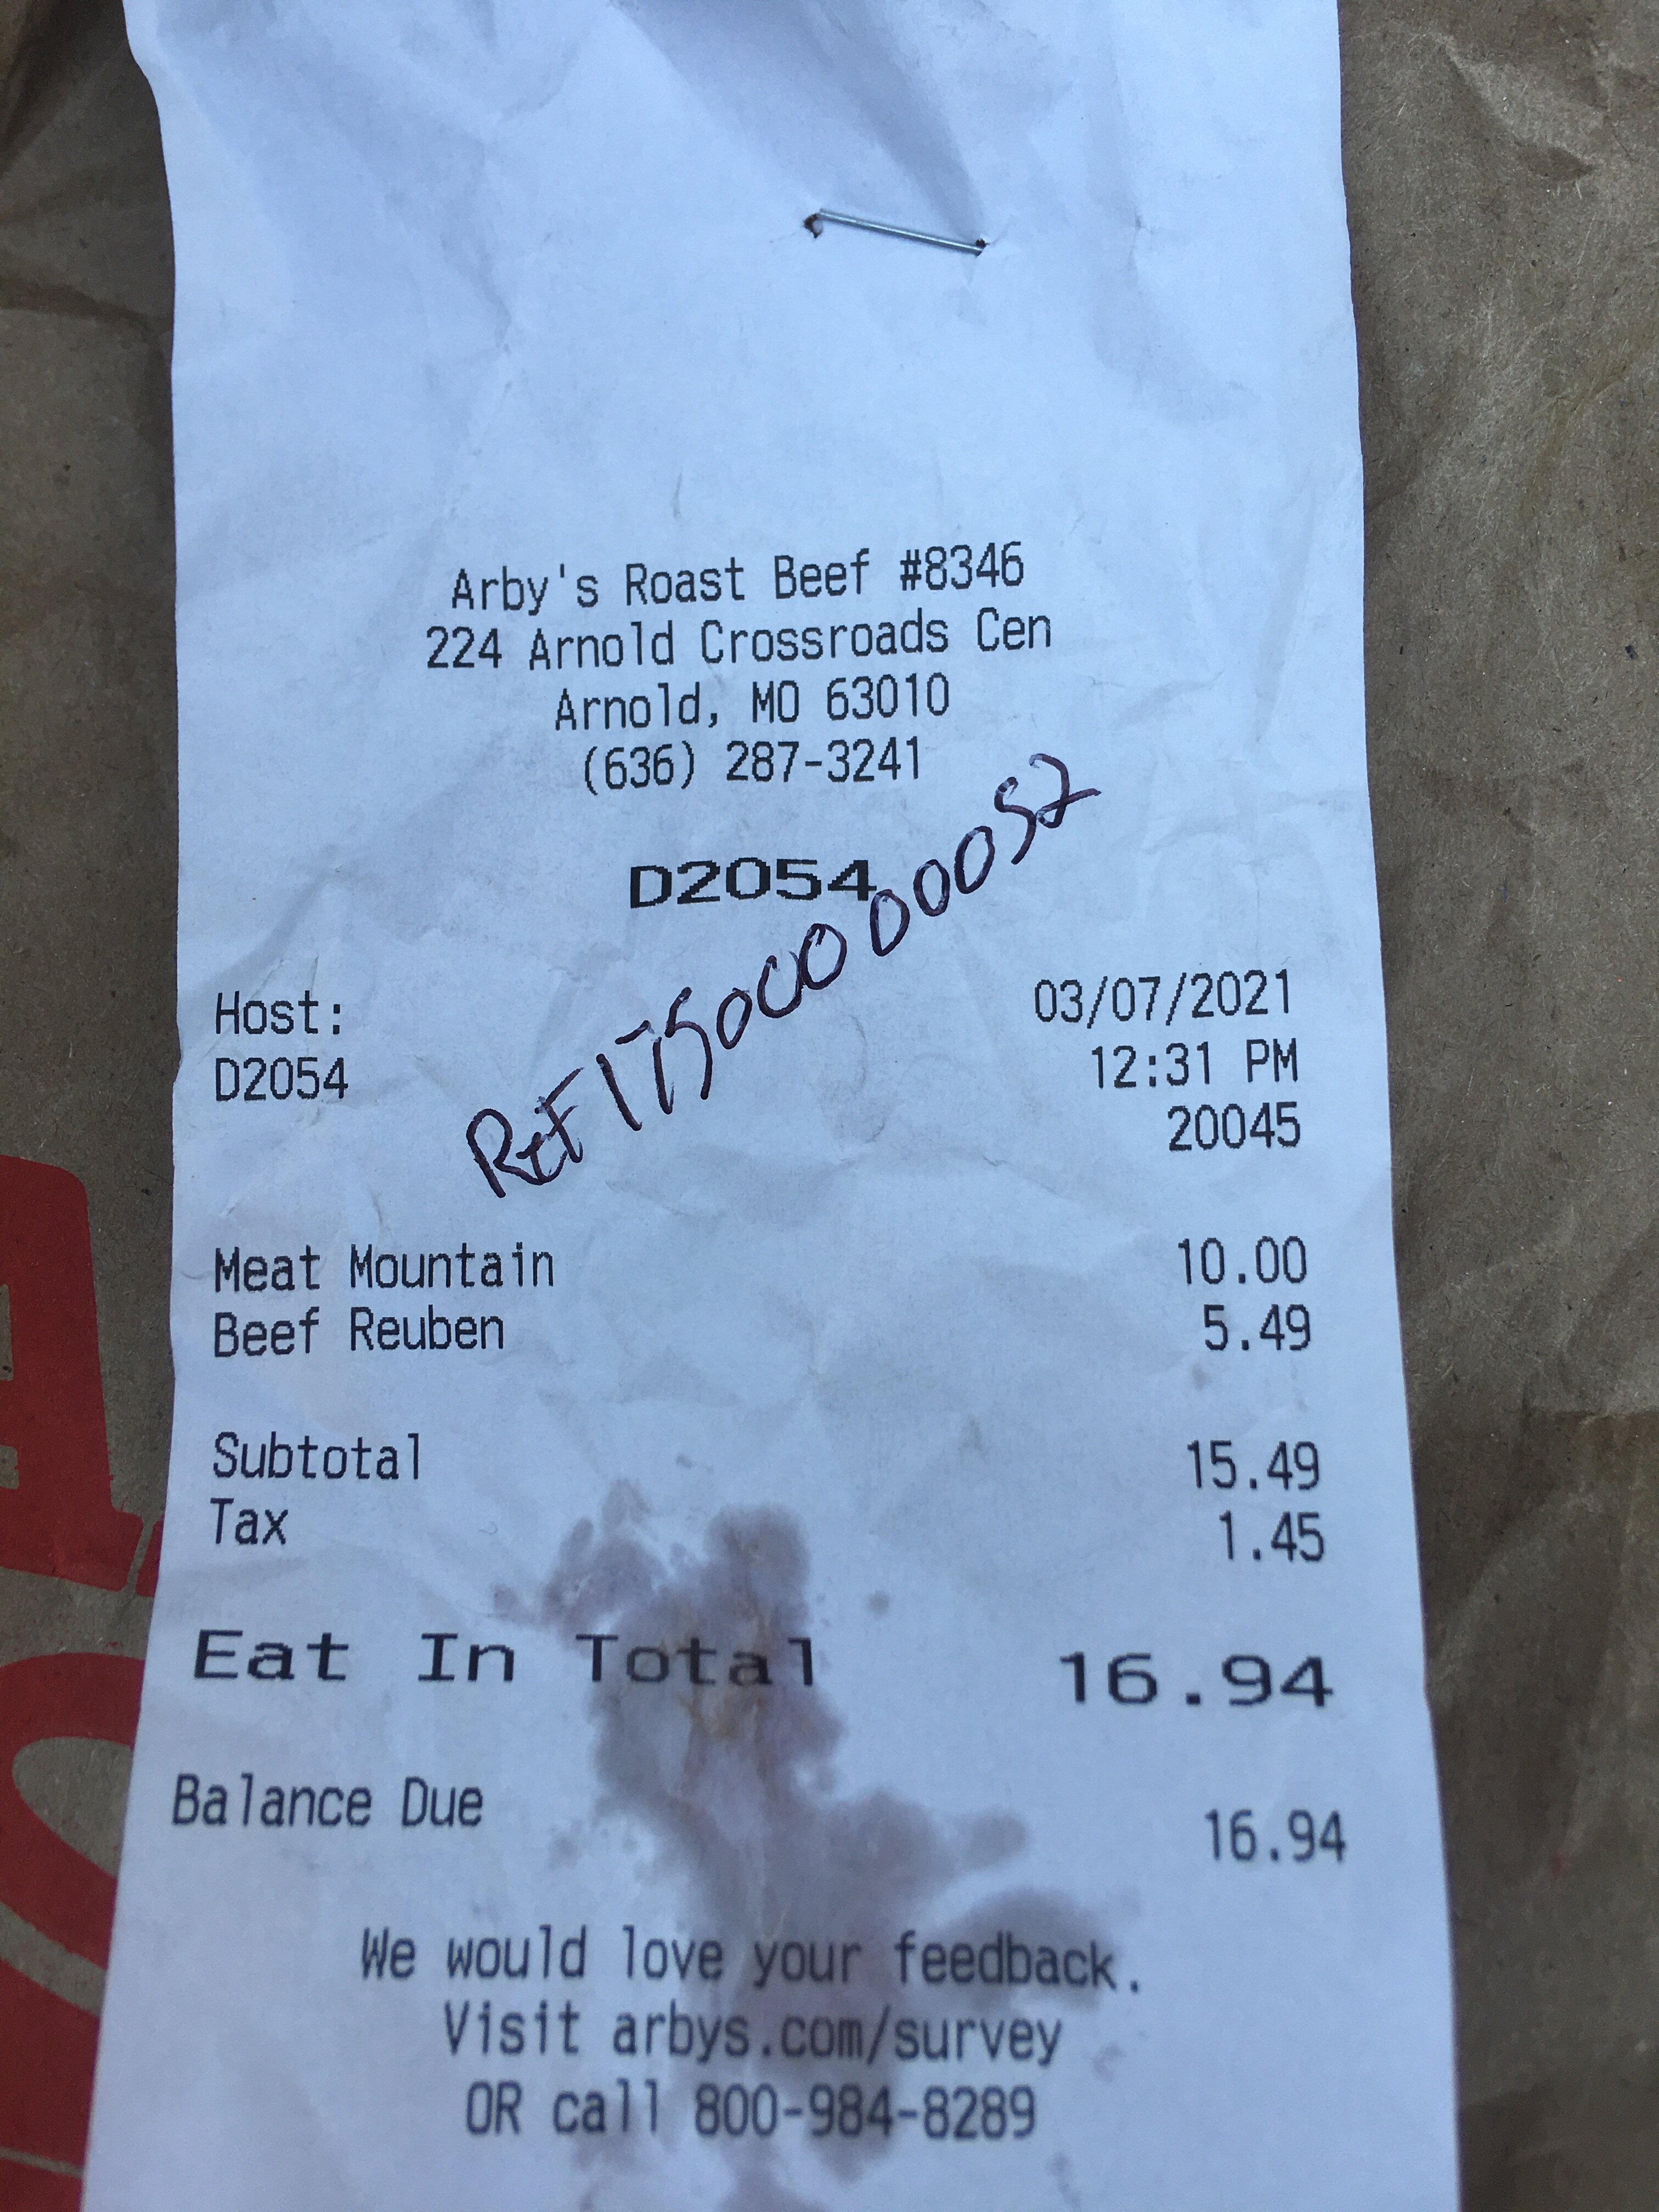 Arby's Roast Beef #8346
224 Arnold Crossroads Cen
Arnold, MO 63010
(636) 287-3241
D2054
Host: 03/07/2021
D2054 12:31 PM
20045
Meat Mountain 10.00
Beef Reuben 5.49
Subtotal 15.49
Tax 1.45
Eat In Total 16.94
Balance Due 16.94
We would love your feedback.
Visit arbys.com/survey
OR call 800-984-8289